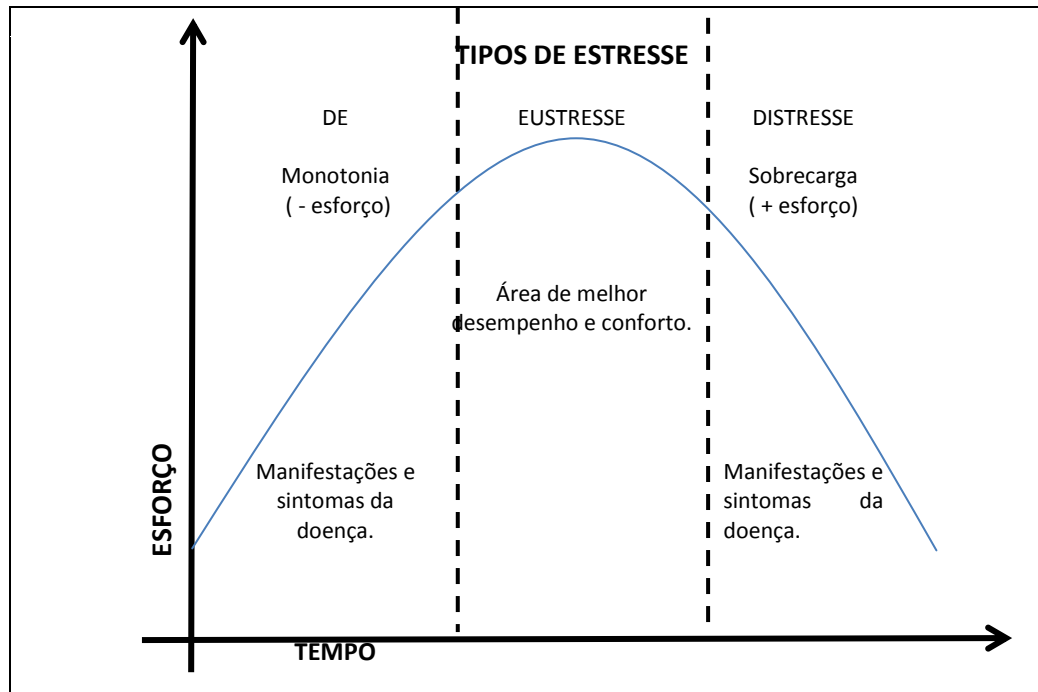 TIPOS DE ESTRESSE
DE
EUSTRESSE
DISTRESSE
Monotonia
( - esforço)
Sobrecarga
( + esforço)
Área de melhor
desempenho e conforto.
ESFORÇO
Manifestações e
sintomas da
doença.
Manifestações e
sintomas da
doença.
TEMPO